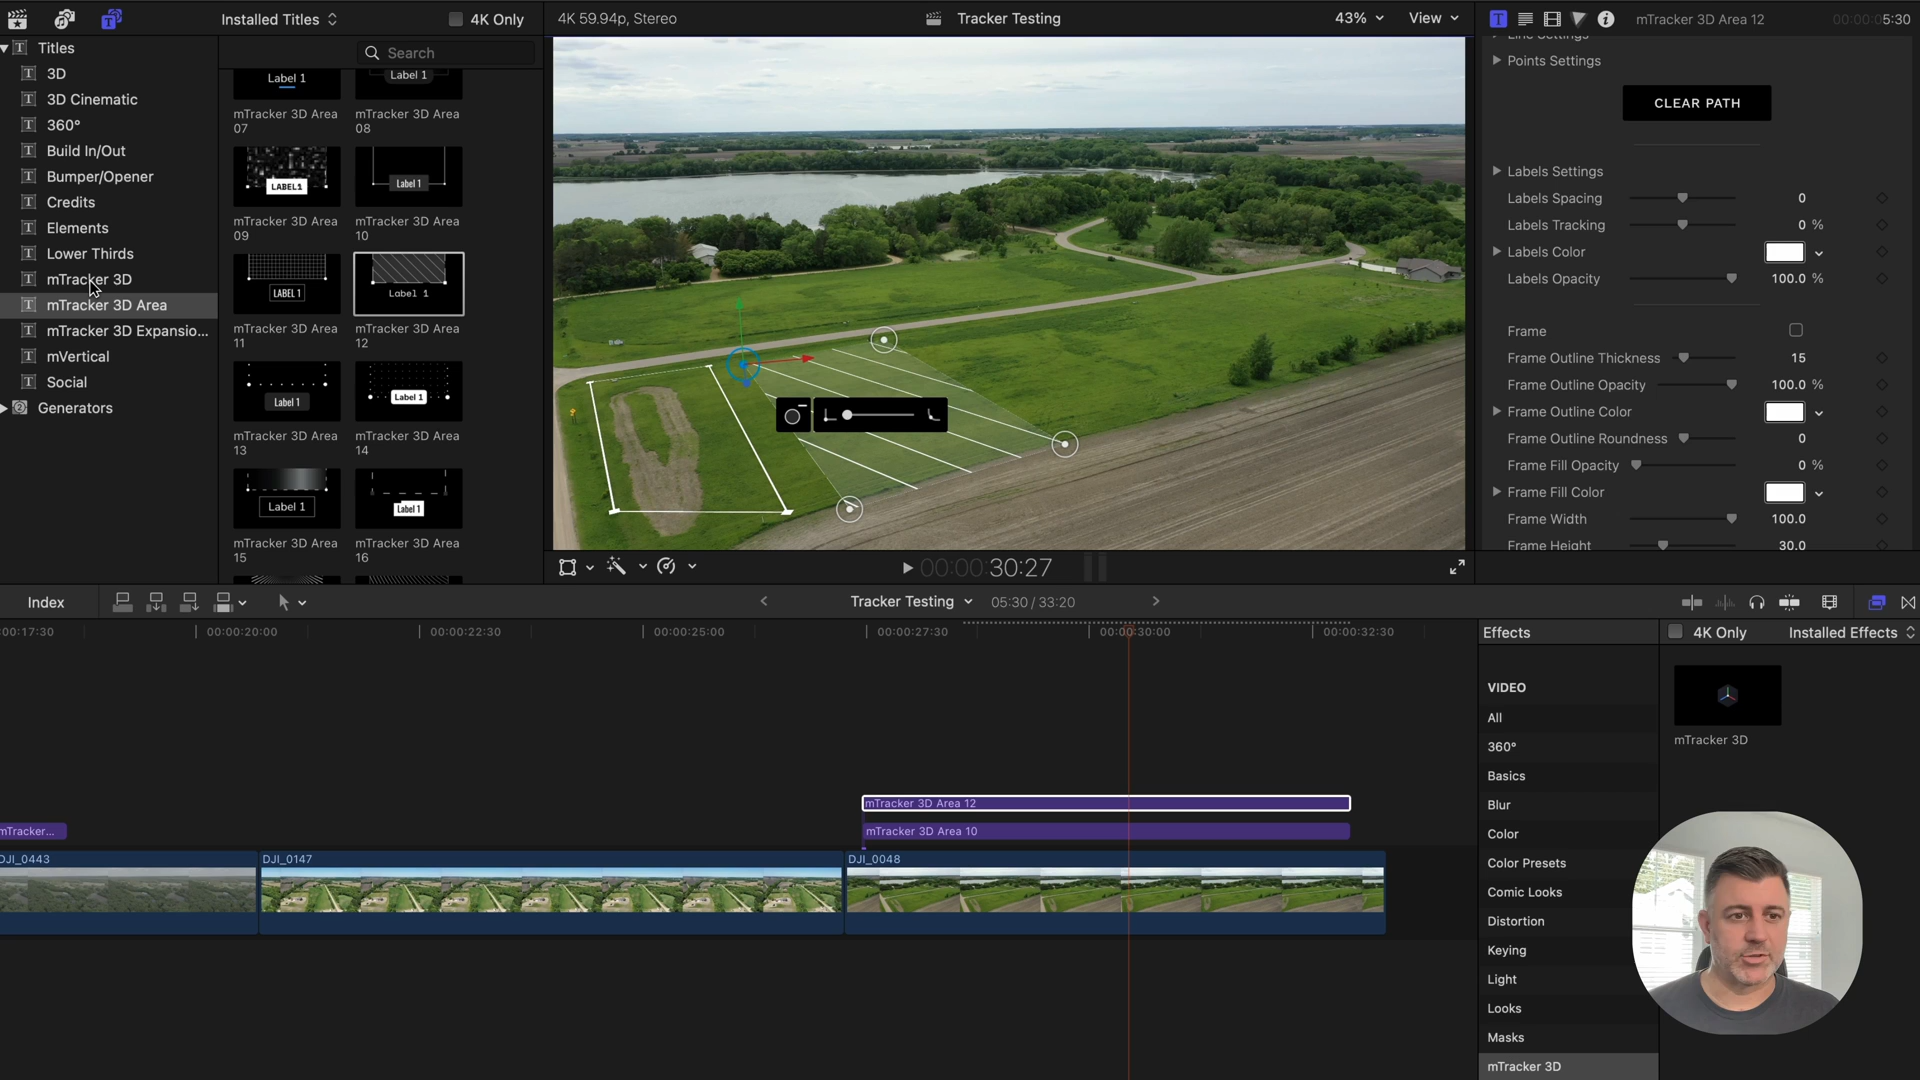 Installed Titles
4K Only
4K 59.94p, Stereo
Tracker Testing
43%
View
mTracker 3D Area 12
00:00:05:30
Titles
3D
3D Cinematic
360°
Build In/Out
Bumper/Opener
Credits
Elements
Lower Thirds
mTracker 3D
mTracker 3D Area
mTracker 3D Expansio...
mVertical
Social
Generators
Search
Label 1
Label 1
mTracker 3D Area 07
mTracker 3D Area 08
LABEL1
Label 1
mTracker 3D Area 09
mTracker 3D Area 10
LABEL 1
Label 1
mTracker 3D Area 11
mTracker 3D Area 12
Label 1
Label 1
mTracker 3D Area 13
mTracker 3D Area 14
Label 1
Label 1
mTracker 3D Area 15
mTracker 3D Area 16
Line Settings
Points Settings
CLEAR PATH
Labels Settings
Labels Spacing 0
Labels Tracking 0 %
Labels Color
Labels Opacity 100.0 %
Frame
Frame Outline Thickness 15
Frame Outline Opacity 100.0 %
Frame Outline Color
Frame Outline Roundness 0
Frame Fill Opacity 0 %
Frame Fill Color
Frame Width 100.0
Frame Height 30.0
00:00:30:27
Index
Tracker Testing
05:30 / 33:20
:00:17:30
00:00:20:00
00:00:22:30
00:00:25:00
00:00:27:30
00:00:30:00
00:00:32:30
mTracker 3D Area 12
mTracker...
mTracker 3D Area 10
DJI_0443
DJI_0147
DJI_0048
Effects
4K Only
Installed Effects
VIDEO
All
360°
Basics
Blur
Color
Color Presets
Comic Looks
Distortion
Keying
Light
Looks
Masks
mTracker 3D
mTracker 3D